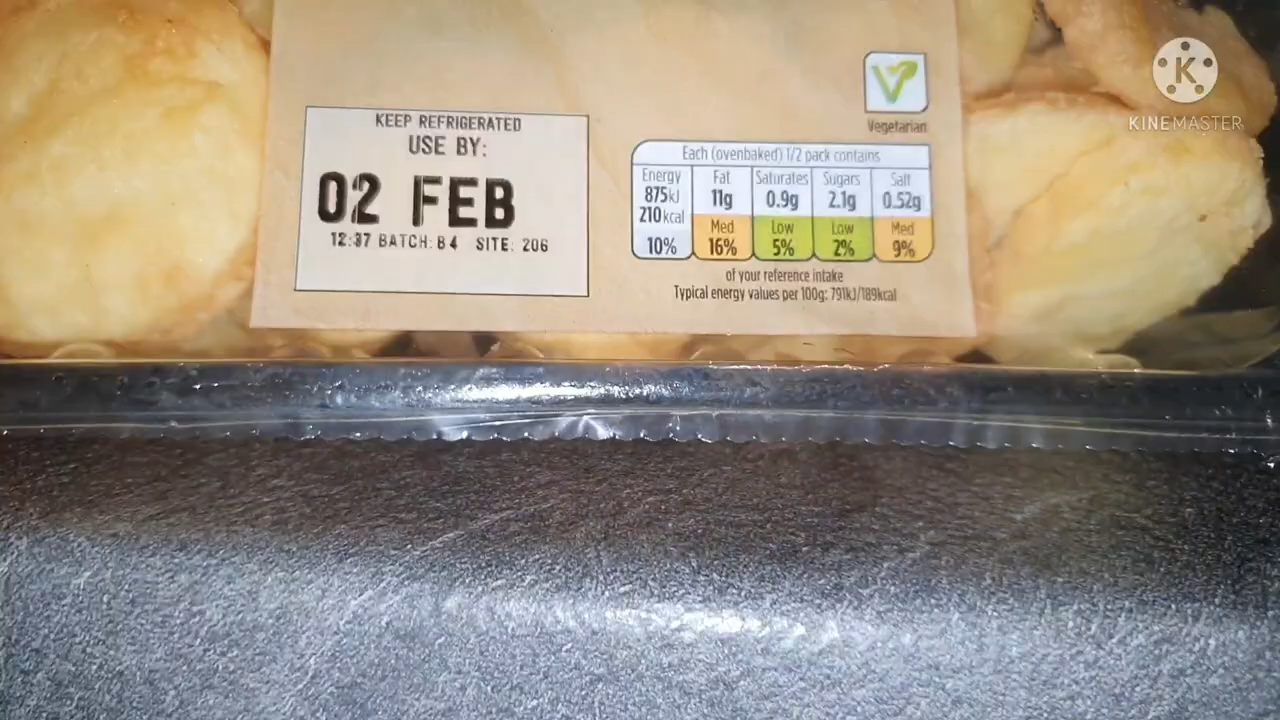 KEEP REFRIGERATED
USE BY:
02 FEB
12:37 BATCH: B4 SITE: 206
Vegetarian
Each (ovenbaked) 1/2 pack contains
Energy Fat Saturates Sugars Salt
875kJ 11g 0.9g 2.1g 0.52g
210kcal Med Low Low Med
10% 16% 5% 2% 9%
of your reference intake
Typical energy values per 100g: 791kJ/189kcal
K
KINEMASTER